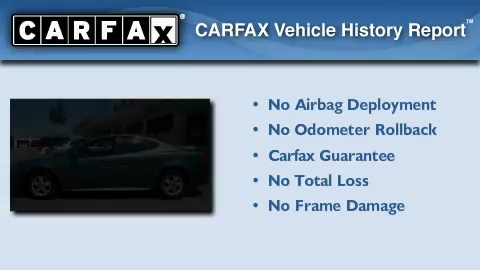 CARFAX® CARFAX Vehicle History Report™
• No Airbag Deployment
• No Odometer Rollback
• Carfax Guarantee
• No Total Loss
• No Frame Damage